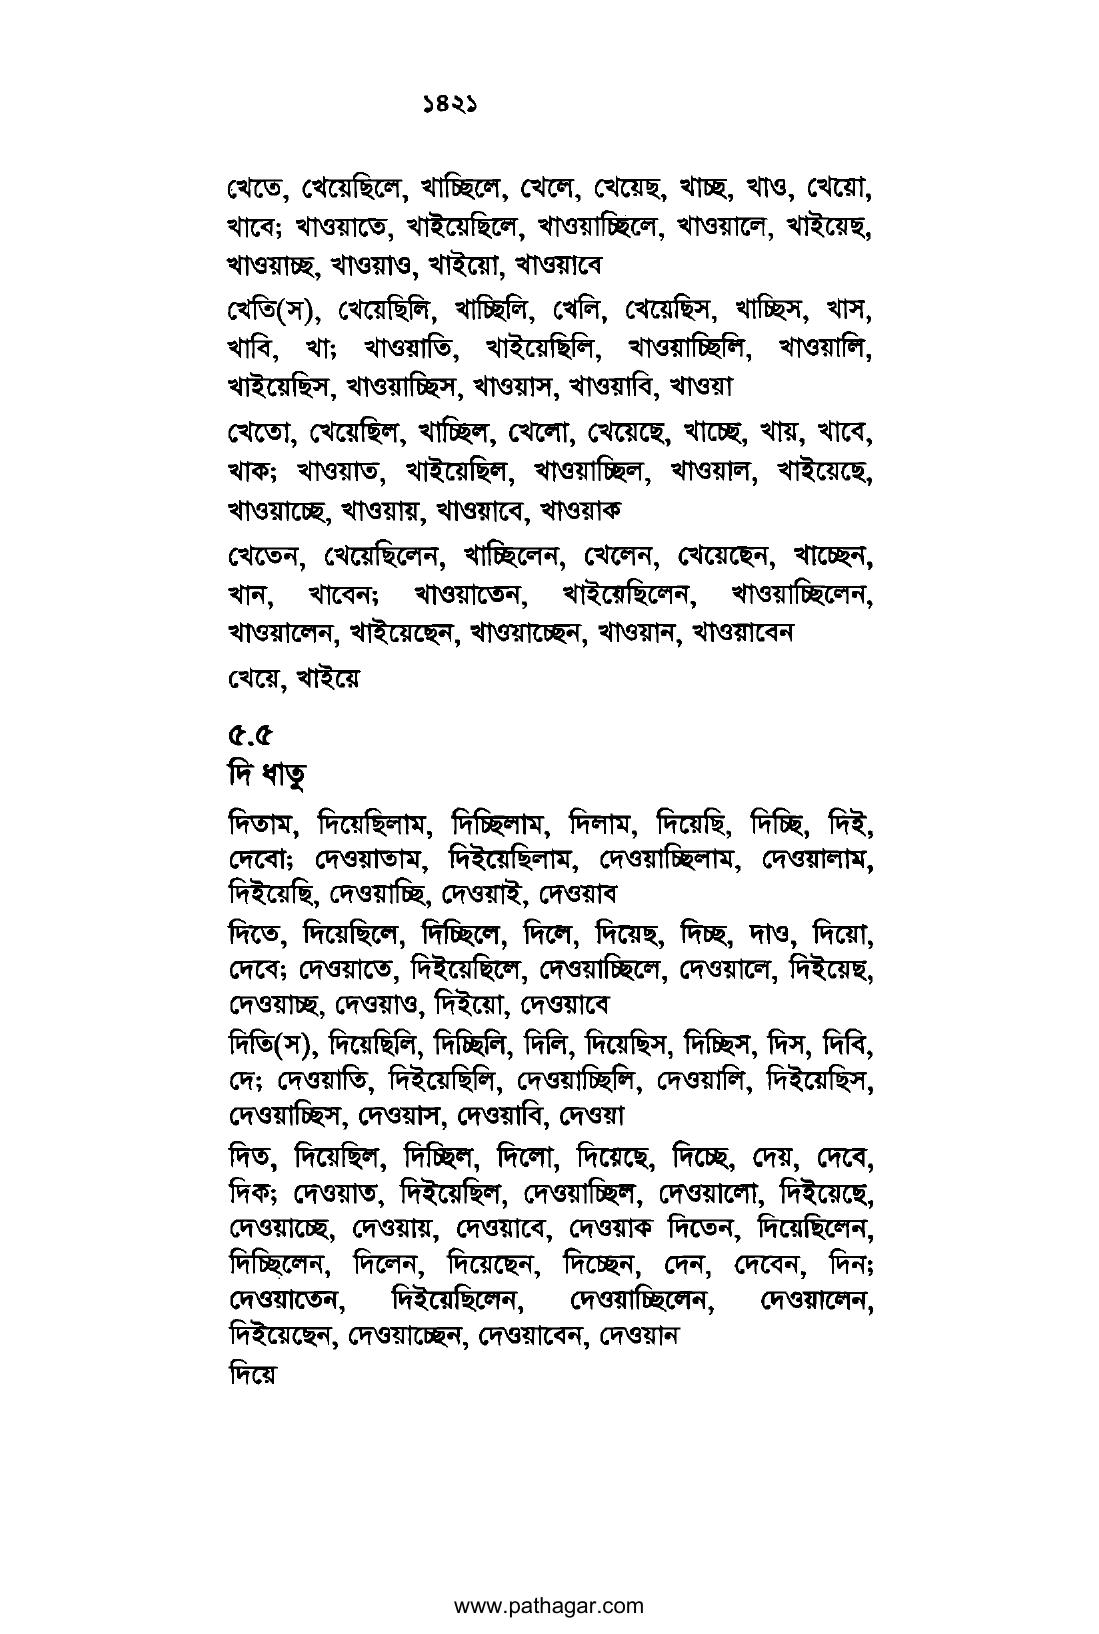 ১৪২১
খেতে, খেয়েছিলে, খাচ্ছিলে, খেলে, খেয়েছ, খাচ্ছ, খাও, খেয়ো,
খাবে; খাওয়াতে, খাইয়েছিলে, খাওয়াচ্ছিলে, খাওয়ালে, খাইয়েছ,
খাওয়াচ্ছ, খাওয়াও, খাইয়ো, খাওয়াবে
খেতি(স), খেয়েছিলি, খাচ্ছিলি, খেলি, খেয়েছিস, খাচ্ছিস, খাস,
খাবি, খা; খাওয়াতি, খাইয়েছিলি, খাওয়াচ্ছিলি, খাওয়ালি,
খাইয়েছিস, খাওয়াচ্ছিস, খাওয়াস, খাওয়াবি, খাওয়া
খেতো, খেয়েছিল, খাচ্ছিল, খেলো, খেয়েছে, খাচ্ছে, খায়, খাবে,
খাক; খাওয়াত, খাইয়েছিল, খাওয়াচ্ছিল, খাওয়াল, খাইয়েছে,
খাওয়াচ্ছে, খাওয়ায়, খাওয়াবে, খাওয়াক
খেতেন, খেয়েছিলেন, খাচ্ছিলেন, খেলেন, খেয়েছেন, খাচ্ছেন,
খান, খাবেন; খাওয়াতেন, খাইয়েছিলেন, খাওয়াচ্ছিলেন,
খাওয়ালেন, খাইয়েছেন, খাওয়াচ্ছেন, খাওয়ান, খাওয়াবেন
খেয়ে, খাইয়ে
৫.৫
দি ধাতু
দিতাম, দিয়েছিলাম, দিচ্ছিলাম, দিলাম, দিয়েছি, দিচ্ছি, দিই,
দেবো; দেওয়াতাম, দিইয়েছিলাম, দেওয়াচ্ছিলাম, দেওয়ালাম,
দিইয়েছি, দেওয়াচ্ছি, দেওয়াই, দেওয়াব
দিতে, দিয়েছিলে, দিচ্ছিলে, দিলে, দিয়েছ, দিচ্ছ, দাও, দিয়ো,
দেবে; দেওয়াতে, দিইয়েছিলে, দেওয়াচ্ছিলে, দেওয়ালে, দিইয়েছ,
দেওয়াচ্ছ, দেওয়াও, দিইয়ো, দেওয়াবে
দিতি(স), দিয়েছিলি, দিচ্ছিলি, দিলি, দিয়েছিস, দিচ্ছিস, দিস, দিবি,
দে; দেওয়াতি, দিইয়েছিলি, দেওয়াচ্ছিলি, দেওয়ালি, দিইয়েছিস,
দেওয়াচ্ছিস, দেওয়াস, দেওয়াবি, দেওয়া
দিত, দিয়েছিল, দিচ্ছিল, দিলো, দিয়েছে, দিচ্ছে, দেয়, দেবে,
দিক; দেওয়াত, দিইয়েছিল, দেওয়াচ্ছিল, দেওয়ালো, দিইয়েছে,
দেওয়াচ্ছে, দেওয়ায়, দেওয়াবে, দেওয়াক দিতেন, দিয়েছিলেন,
দিচ্ছিলেন, দিলেন, দিয়েছেন, দিচ্ছেন, দেন, দেবেন, দিন;
দেওয়াতেন, দিইয়েছিলেন, দেওয়াচ্ছিলেন, দেওয়ালেন,
দিইয়েছেন, দেওয়াচ্ছেন, দেওয়াবেন, দেওয়ান
দিয়ে
www.pathagar.com